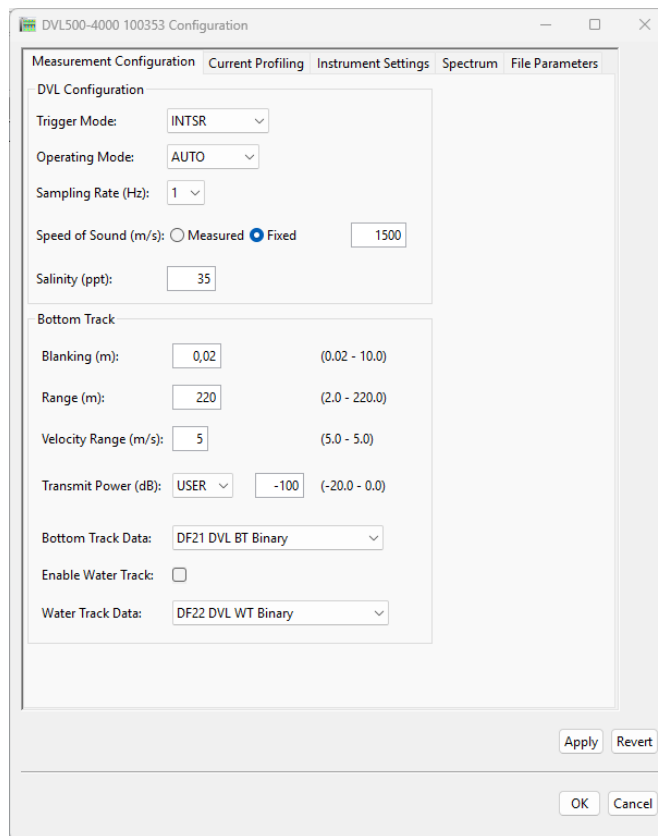 DVL500-4000 100353 Configuration
Measurement Configuration Current Profiling Instrument Settings Spectrum File Parameters
DVL Configuration
Trigger Mode: INTSR
Operating Mode: AUTO
Sampling Rate (Hz): 1
Speed of Sound (m/s): Measured Fixed 1500
Salinity (ppt): 35
Bottom Track
Blanking (m): 0,02 (0.02 - 10.0)
Range (m): 220 (2.0 - 220.0)
Velocity Range (m/s): 5 (5.0 - 5.0)
Transmit Power (dB): USER -100 (-20.0 - 0.0)
Bottom Track Data: DF21 DVL BT Binary
Enable Water Track:
Water Track Data: DF22 DVL WT Binary
Apply Revert
OK Cancel